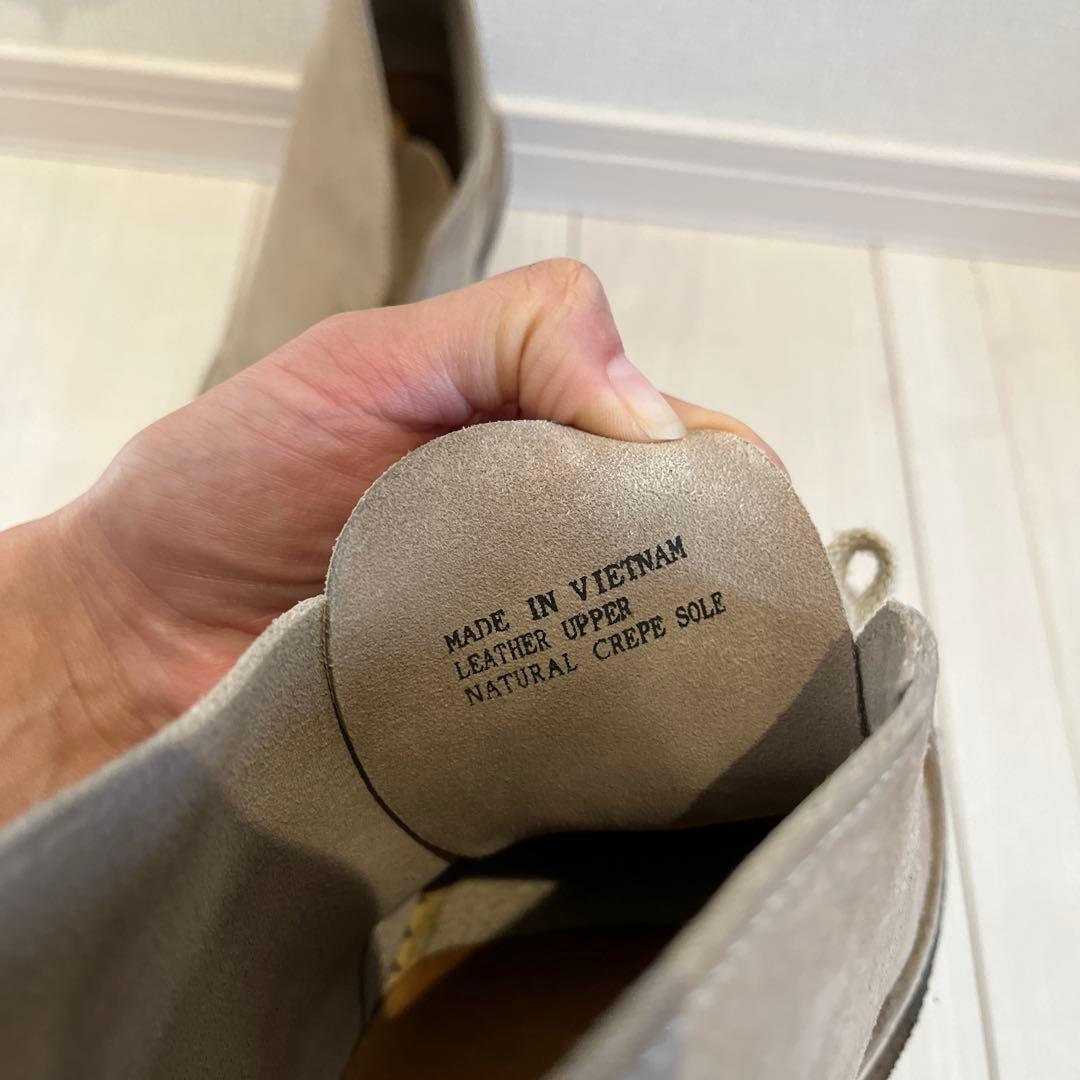 MADE IN VIETNAM
LEATHER UPPER
NATURAL CREPE SOLE